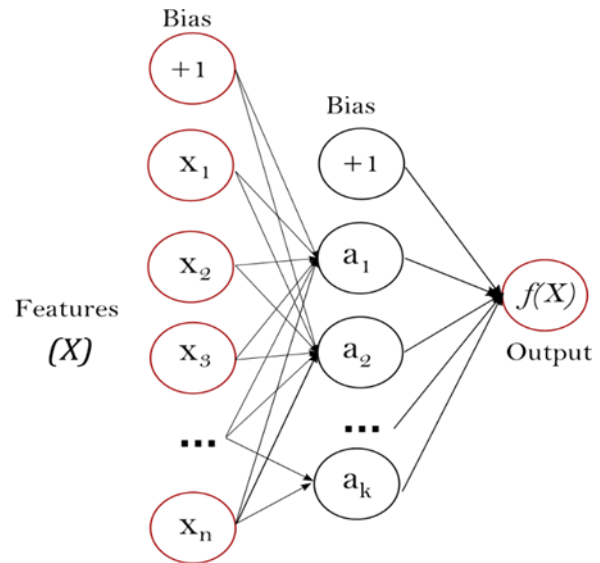 Bias
+1
Bias
x₁
+1
x₂
a₁
Features
(X)
x₃
a₂
f(X)
Output
...
...
xₙ
aₖ